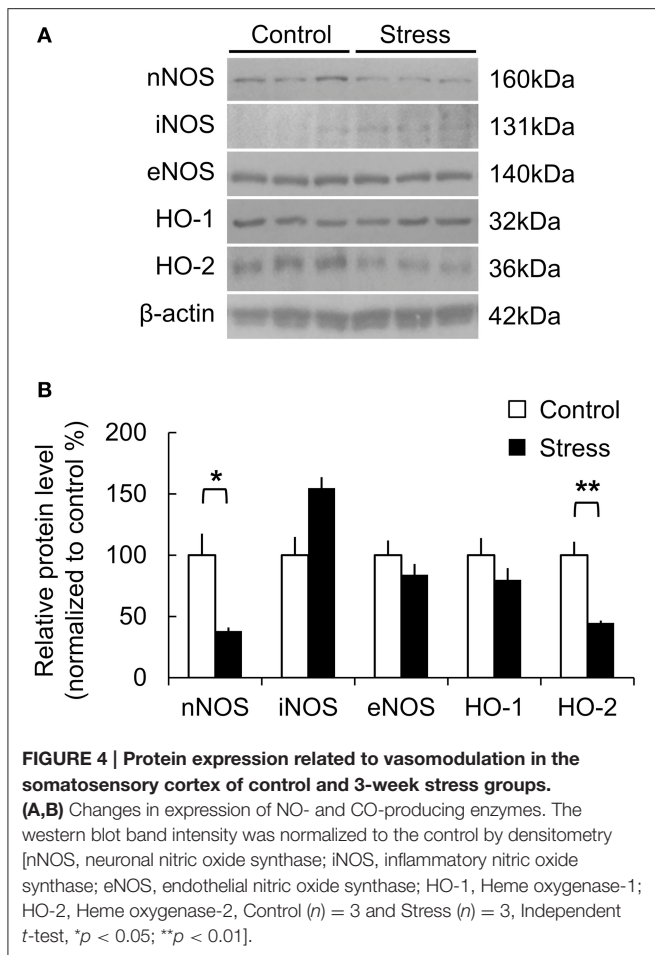 A
Control Stress
nNOS 160kDa
iNOS 131kDa
eNOS 140kDa
HO-1 32kDa
HO-2 36kDa
β-actin 42kDa
B
Control
Stress
Relative protein level
(normalized to control %)
200
150
100
50
0
*
**
nNOS iNOS eNOS HO-1 HO-2
FIGURE 4 | Protein expression related to vasomodulation in the
somatosensory cortex of control and 3-week stress groups.
(A,B) Changes in expression of NO- and CO-producing enzymes. The
western blot band intensity was normalized to the control by densitometry
[nNOS, neuronal nitric oxide synthase; iNOS, inflammatory nitric oxide
synthase; eNOS, endothelial nitric oxide synthase; HO-1, Heme oxygenase-1;
HO-2, Heme oxygenase-2, Control (n) = 3 and Stress (n) = 3, Independent
t-test, *p < 0.05; **p < 0.01].